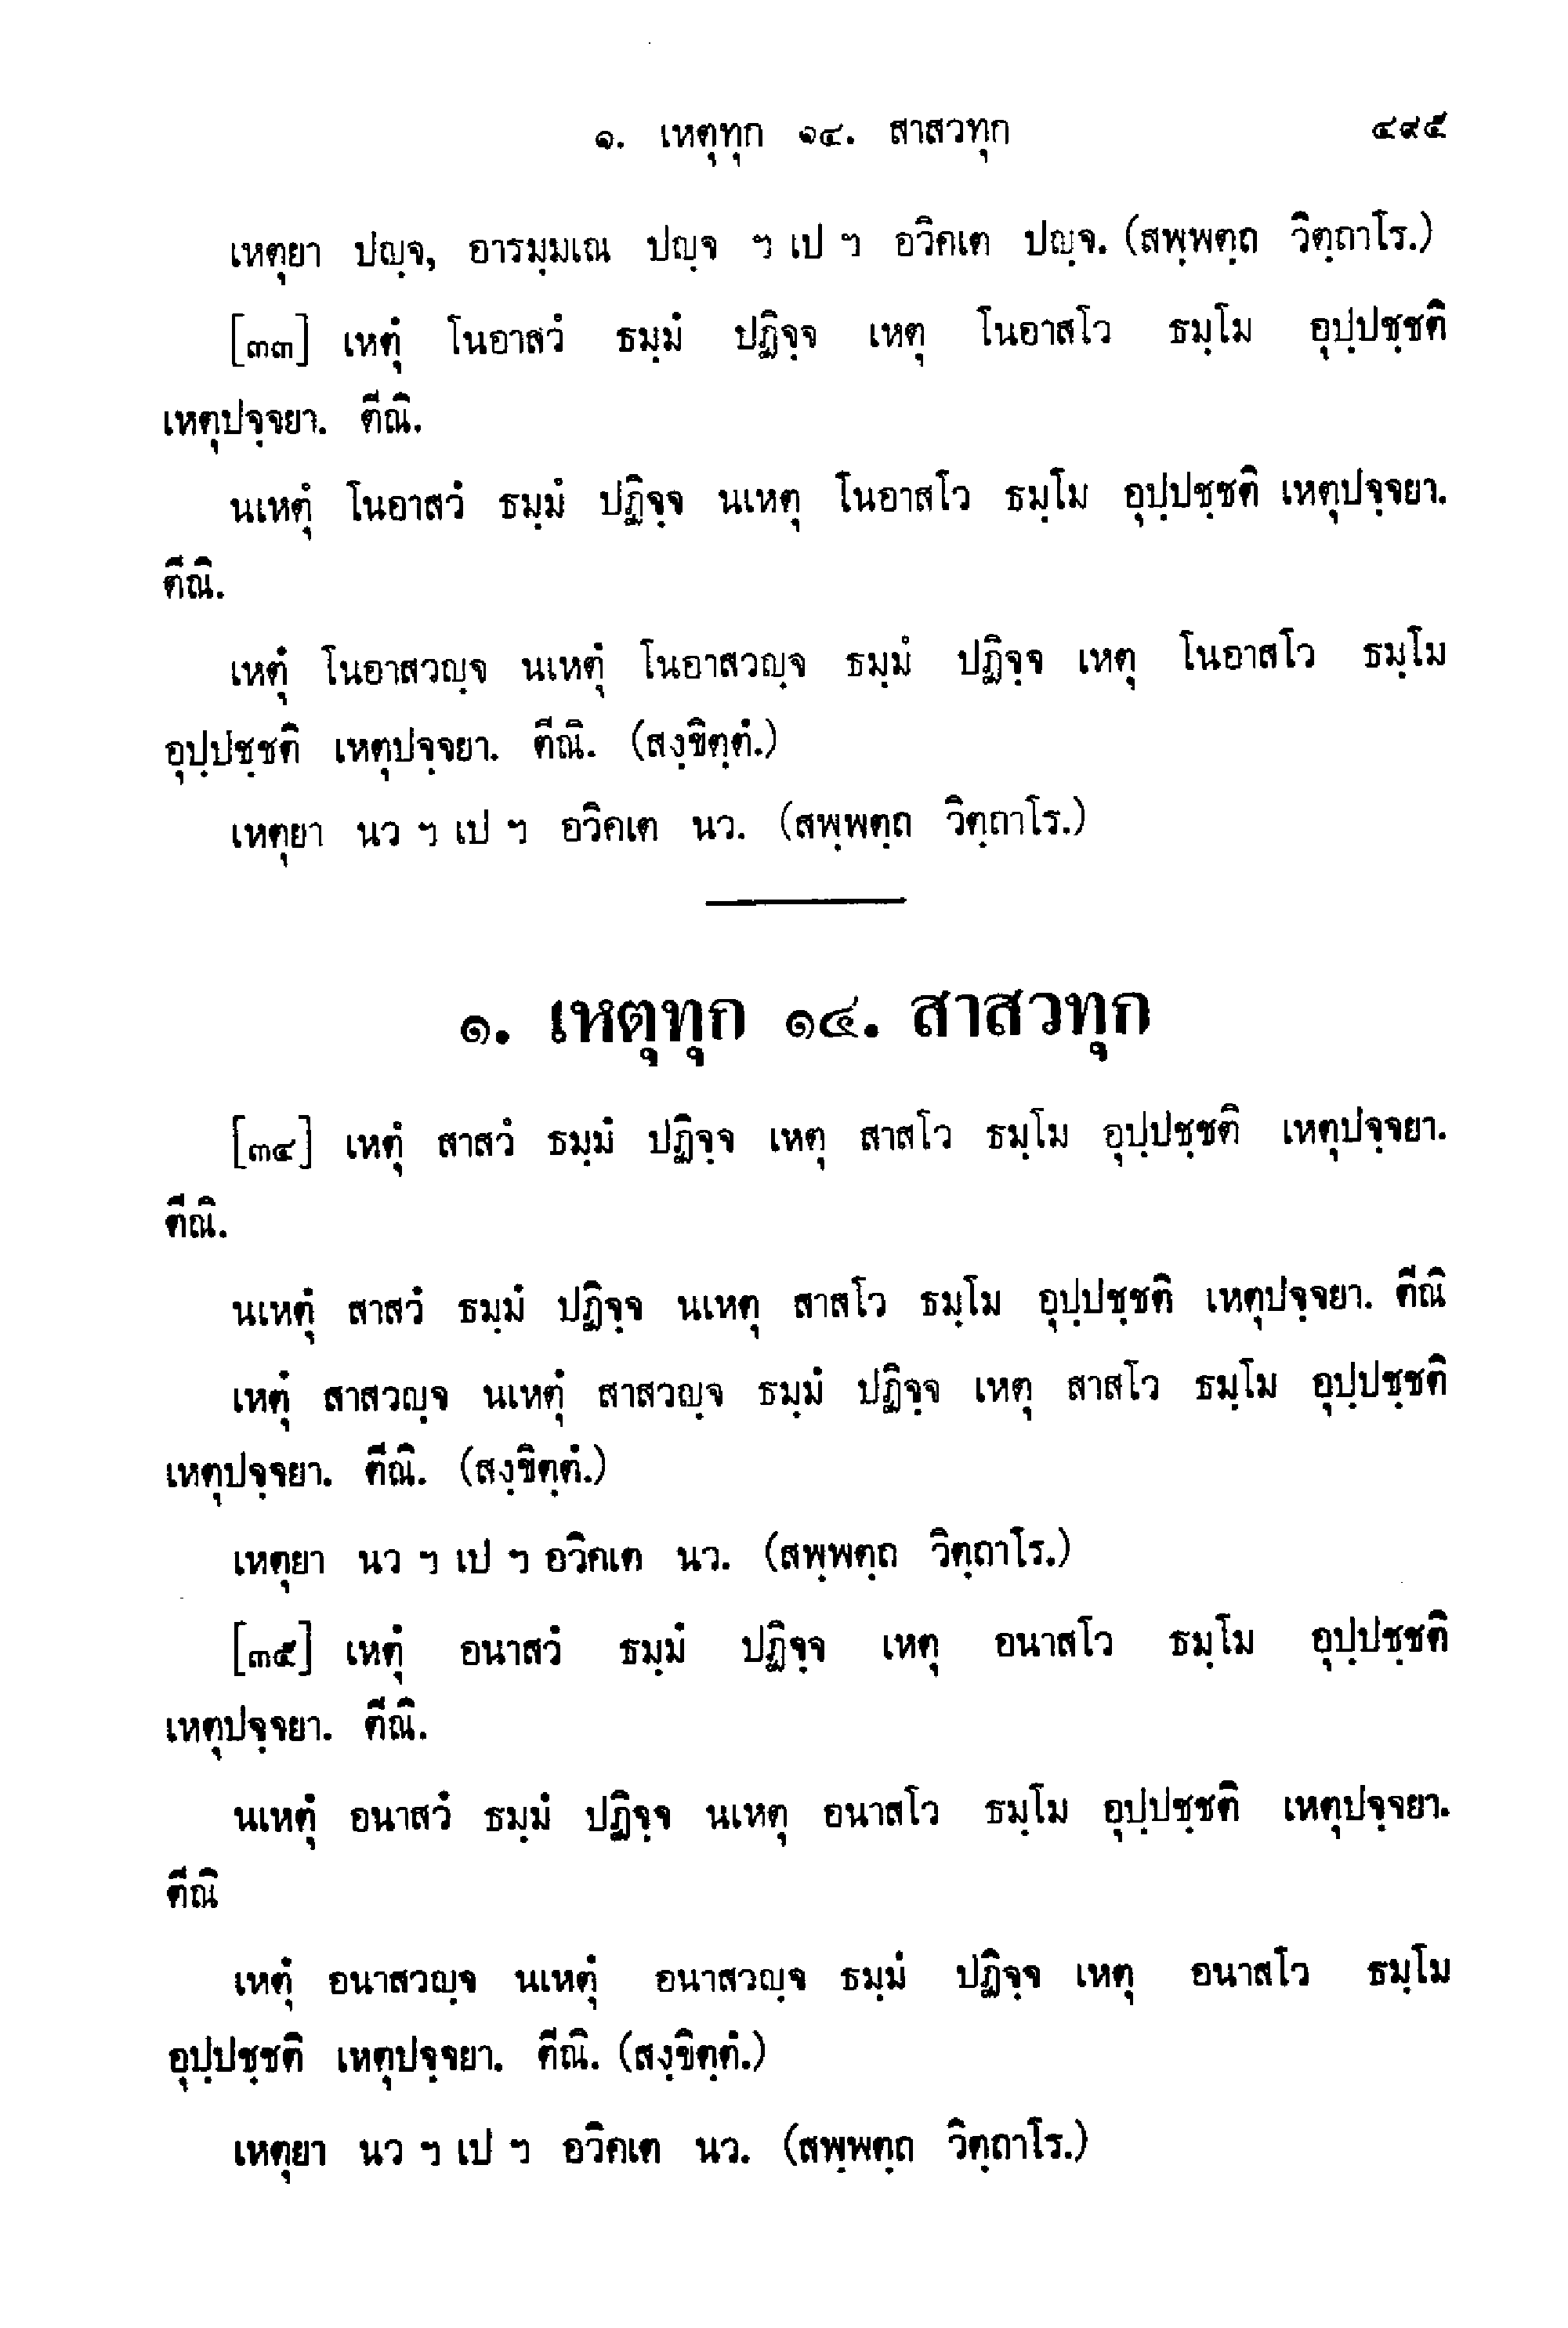 ๑. เหตุทุก ๑๔. สาสวทุก ๔๙๕
เหตุยา ปญฺจ, อารมฺมเณ ปญฺจ ฯ เป ฯ อวิคเต ปญฺจ. (สพฺพตฺถ วิตฺถาโร.)
[๓๓] เหตุํ โนอาสวํ ธมฺมํ ปฏิจฺจ เหตุ โนอาสโว ธมฺโม อุปฺปชฺชติ
เหตุปจฺจยา. ตีณิ.
นเหตุํ โนอาสวํ ธมฺมํ ปฏิจฺจ นเหตุ โนอาสโว ธมฺโม อุปฺปชฺชติ เหตุปจฺจยา.
ตีณิ.
เหตุํ โนอาสวญฺจ นเหตุํ โนอาสวญฺจ ธมฺมํ ปฏิจฺจ เหตุ โนอาสโว ธมฺโม
อุปฺปชฺชติ เหตุปจฺจยา. ตีณิ. (สงฺขิตฺตํ.)
เหตุยา นว ฯ เป ฯ อวิคเต นว. (สพฺพตฺถ วิตฺถาโร.)
๑. เหตุทุก ๑๔. สาสวทุก
[๓๔] เหตุํ สาสวํ ธมฺมํ ปฏิจฺจ เหตุ สาสโว ธมฺโม อุปฺปชฺชติ เหตุปจฺจยา.
ตีณิ.
นเหตุํ สาสวํ ธมฺมํ ปฏิจฺจ นเหตุ สาสโว ธมฺโม อุปฺปชฺชติ เหตุปจฺจยา. ตีณิ
เหตุํ สาสวญฺจ นเหตุํ สาสวญฺจ ธมฺมํ ปฏิจฺจ เหตุ สาสโว ธมฺโม อุปฺปชฺชติ
เหตุปจฺจยา. ตีณิ. (สงฺขิตฺตํ.)
เหตุยา นว ฯ เป ฯ อวิคเต นว. (สพฺพตฺถ วิตฺถาโร.)
[๓๕] เหตุํ อนาสวํ ธมฺมํ ปฏิจฺจ เหตุ อนาสโว ธมฺโม อุปฺปชฺชติ
เหตุปจฺจยา. ตีณิ.
นเหตุํ อนาสวํ ธมฺมํ ปฏิจฺจ นเหตุ อนาสโว ธมฺโม อุปฺปชฺชติ เหตุปจฺจยา.
ตีณิ
เหตุํ อนาสวญฺจ นเหตุํ อนาสวญฺจ ธมฺมํ ปฏิจฺจ เหตุ อนาสโว ธมฺโม
อุปฺปชฺชติ เหตุปจฺจยา. ตีณิ. (สงฺขิตฺตํ.)
เหตุยา นว ฯ เป ฯ อวิคเต นว. (สพฺพตฺถ วิตฺถาโร.)